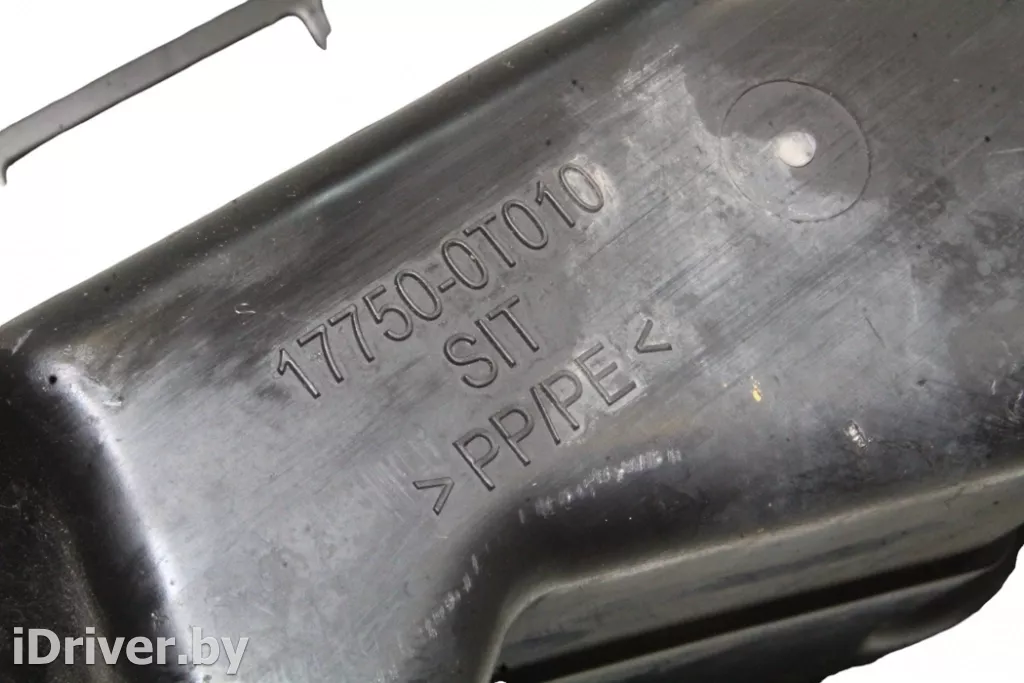 17750-0T010
SIT
>PP/PE<
iDriver.by